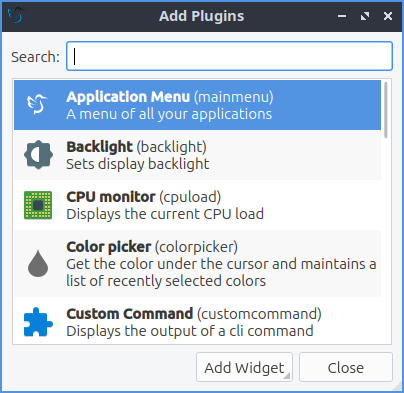 Add Plugins
Search:
Application Menu (mainmenu)
A menu of all your applications
Backlight (backlight)
Sets display backlight
CPU monitor (cpuload)
Displays the current CPU load
Color picker (colorpicker)
Get the color under the cursor and maintains a
list of recently selected colors
Custom Command (customcommand)
Displays the output of a cli command
Add Widget
Close